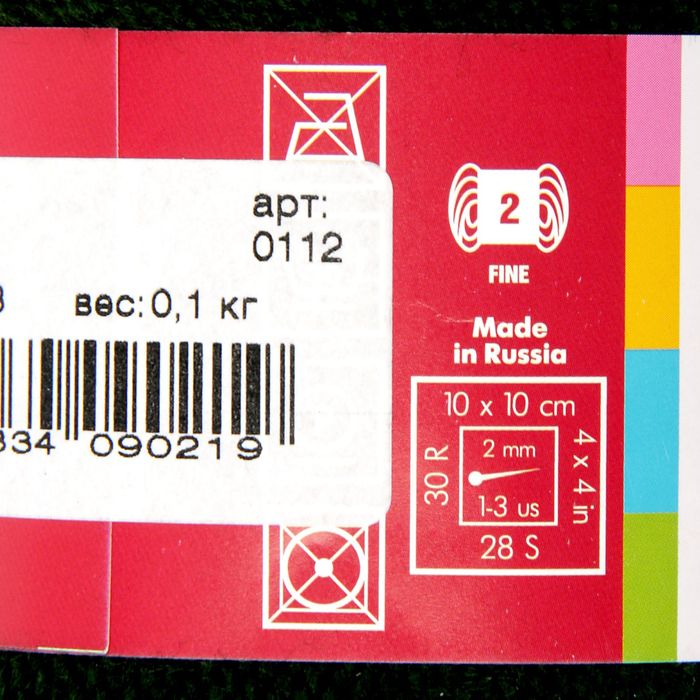 арт:
0112
вес: 0,1 кг
834 090219
2
FINE
Made
in Russia
10 x 10 cm
30 R
2 mm
1-3 us
4 x 4 in
28 S